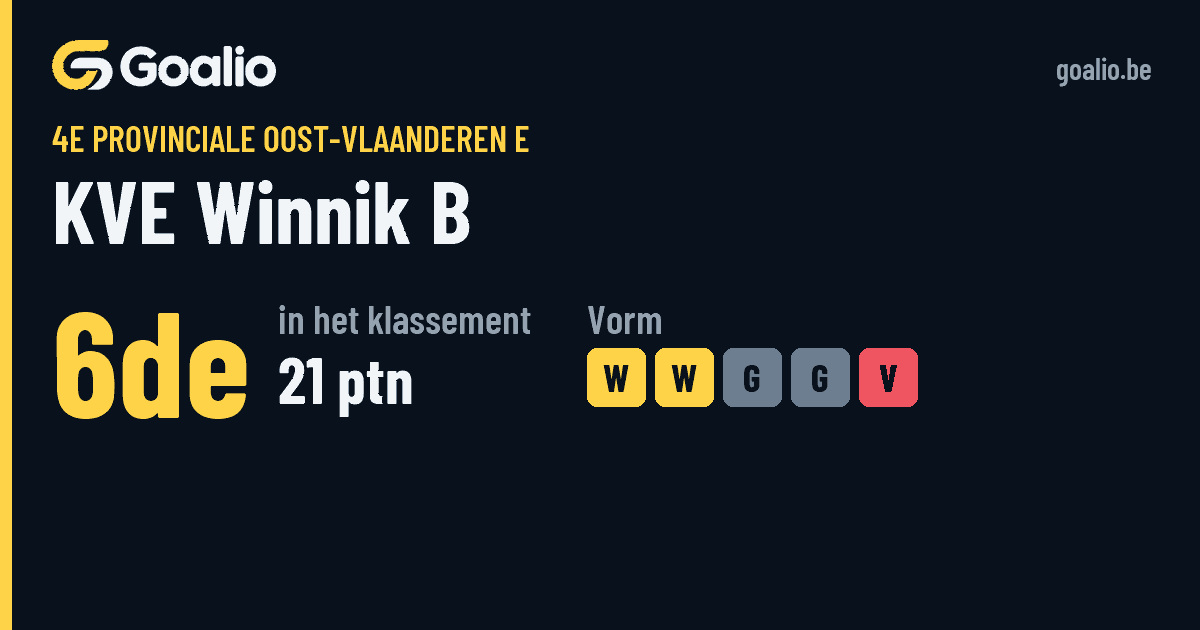 Goalio
goalio.be
4E PROVINCIALE OOST-VLAANDEREN E
KVE Winnik B
6de
in het klassement
21 ptn
Vorm
W W G G V